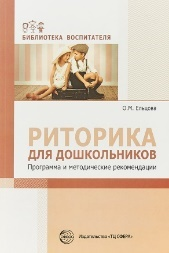 БИБЛИОТЕКА ВОСПИТАТЕЛЯ
О.М. Ельцова
РИТОРИКА
ДЛЯ ДОШКОЛЬНИКОВ
Программа и методические рекомендации
Издательство «ТЦ СФЕРА»